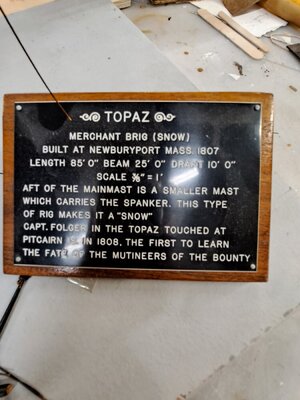 TOPAZ
MERCHANT BRIG (SNOW)
BUILT AT NEWBURYPORT MASS. 1807
LENGTH 85' 0" BEAM 25' 0" DRAFT 10' 0"
SCALE 3/16" = 1'
AFT OF THE MAINMAST IS A SMALLER MAST
WHICH CARRIES THE SPANKER. THIS TYPE
OF RIG MAKES IT A "SNOW"
CAPT. FOLGER IN THE TOPAZ TOUCHED AT
PITCAIRN IS. IN 1808, THE FIRST TO LEARN
THE FATE OF THE MUTINEERS OF THE BOUNTY